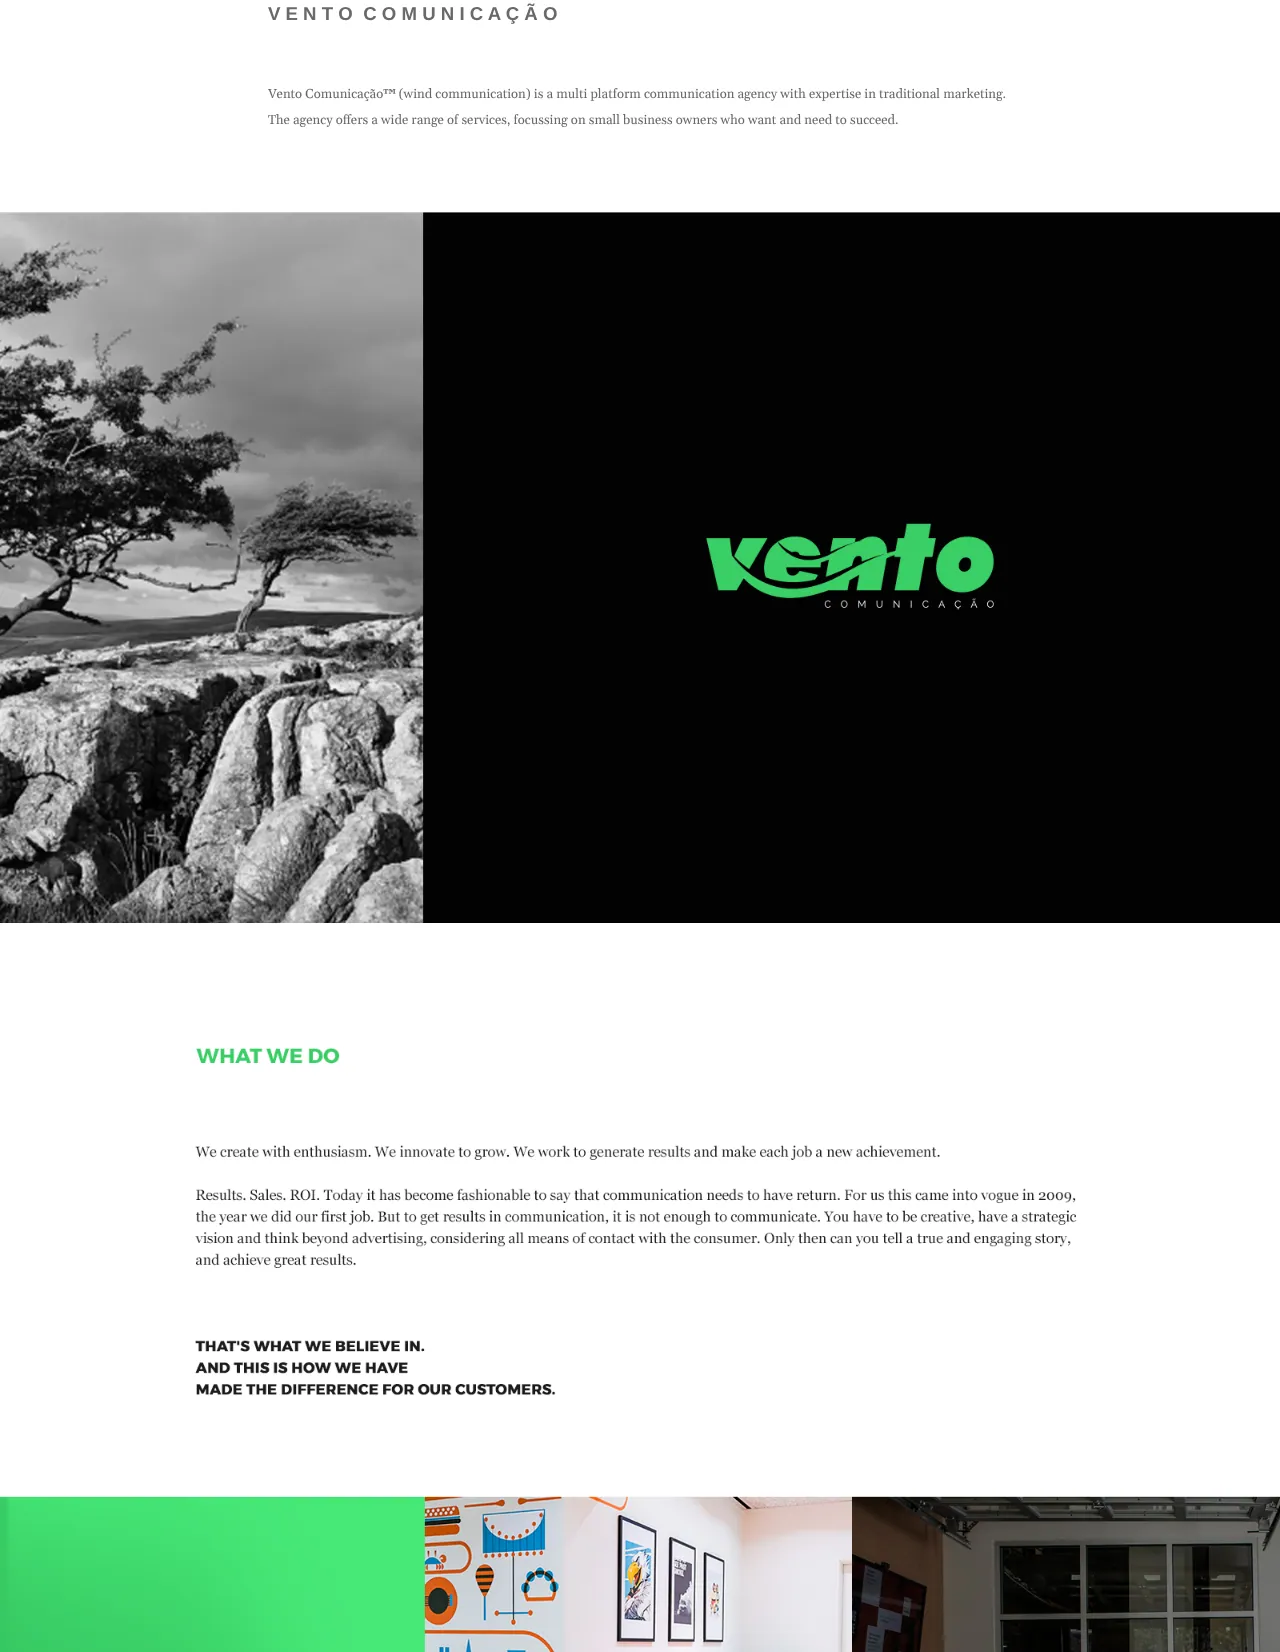 VENTO COMUNICAÇÃO
Vento Comunicação™ (wind communication) is a multi platform communication agency with expertise in traditional marketing.
The agency offers a wide range of services, focussing on small business owners who want and need to succeed.
vento
COMUNICAÇÃO
WHAT WE DO
We create with enthusiasm. We innovate to grow. We work to generate results and make each job a new achievement.
Results. Sales. ROI. Today it has become fashionable to say that communication needs to have return. For us this came into vogue in 2009,
the year we did our first job. But to get results in communication, it is not enough to communicate. You have to be creative, have a strategic
vision and think beyond advertising, considering all means of contact with the consumer. Only then can you tell a true and engaging story,
and achieve great results.
THAT'S WHAT WE BELIEVE IN.
AND THIS IS HOW WE HAVE
MADE THE DIFFERENCE FOR OUR CUSTOMERS.